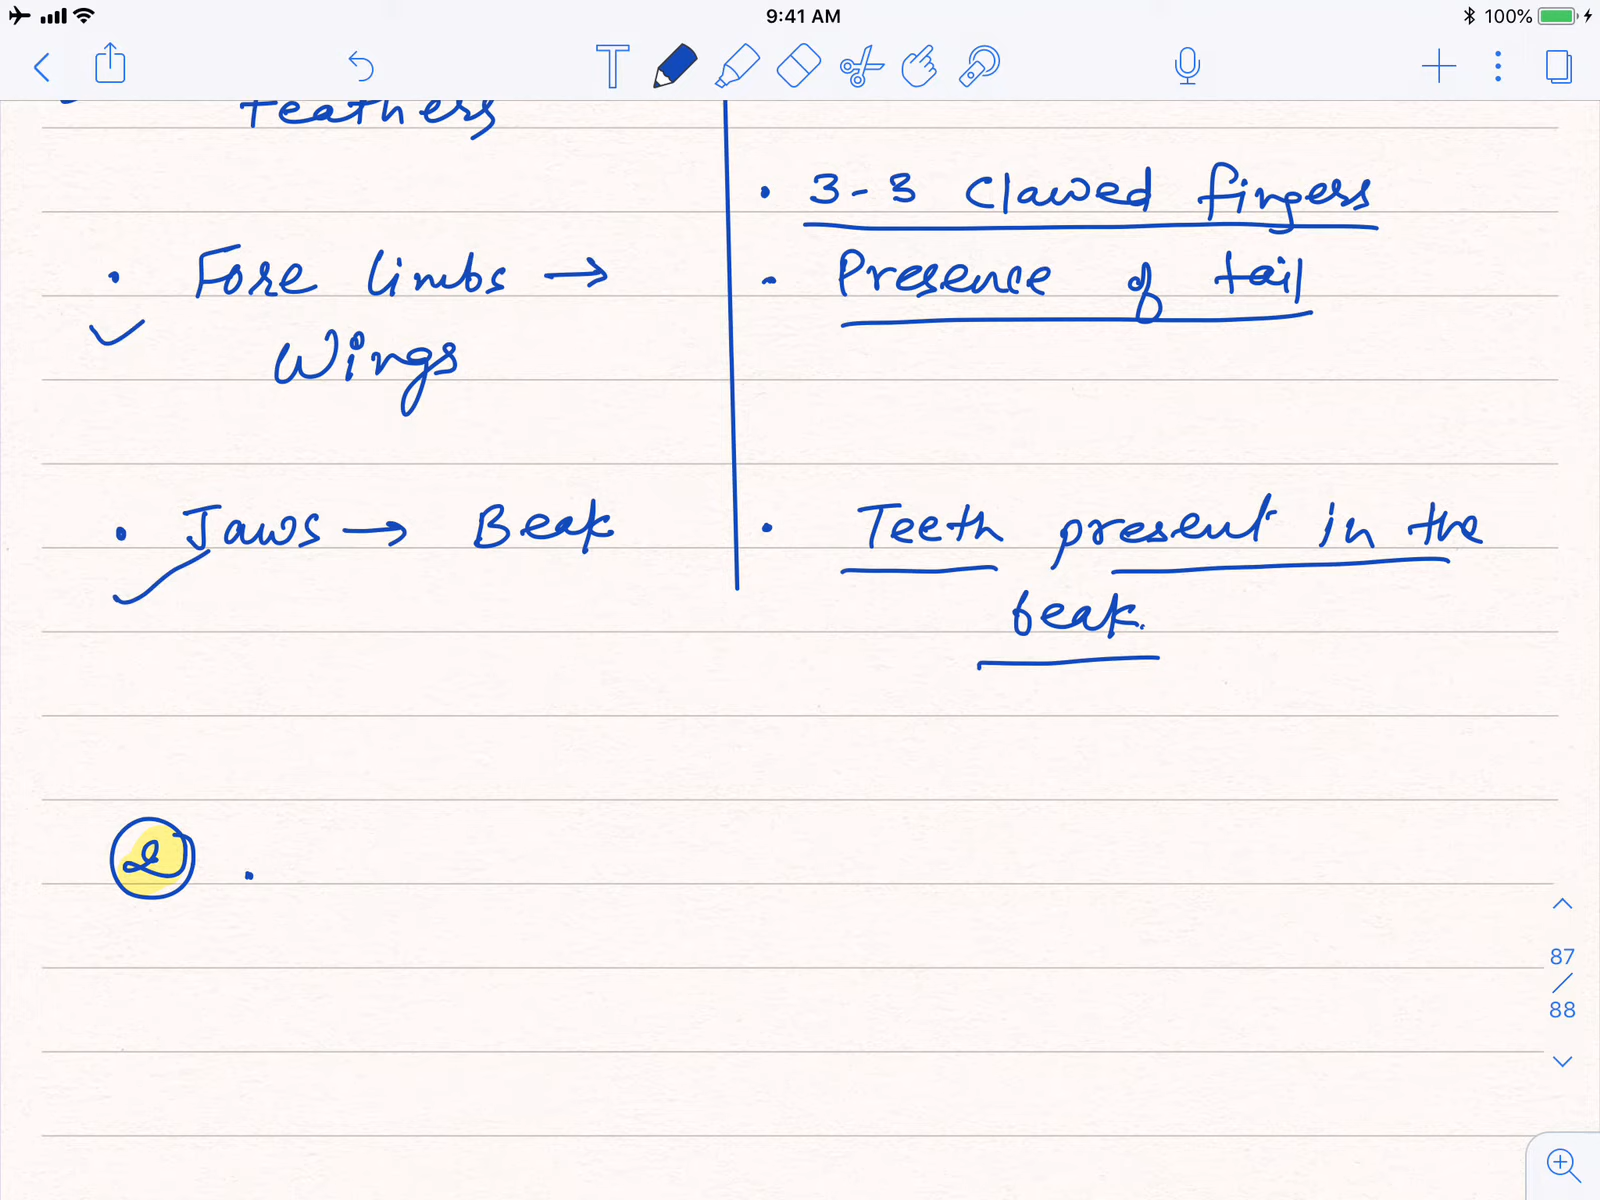 9:41 AM
100%
feathers
• 3-3 Clawed fingers
• Fore limbs →
• Presence of tail
Wings
• Jaws → Beak
• Teeth present in the
beak.
2 .
87
/
88